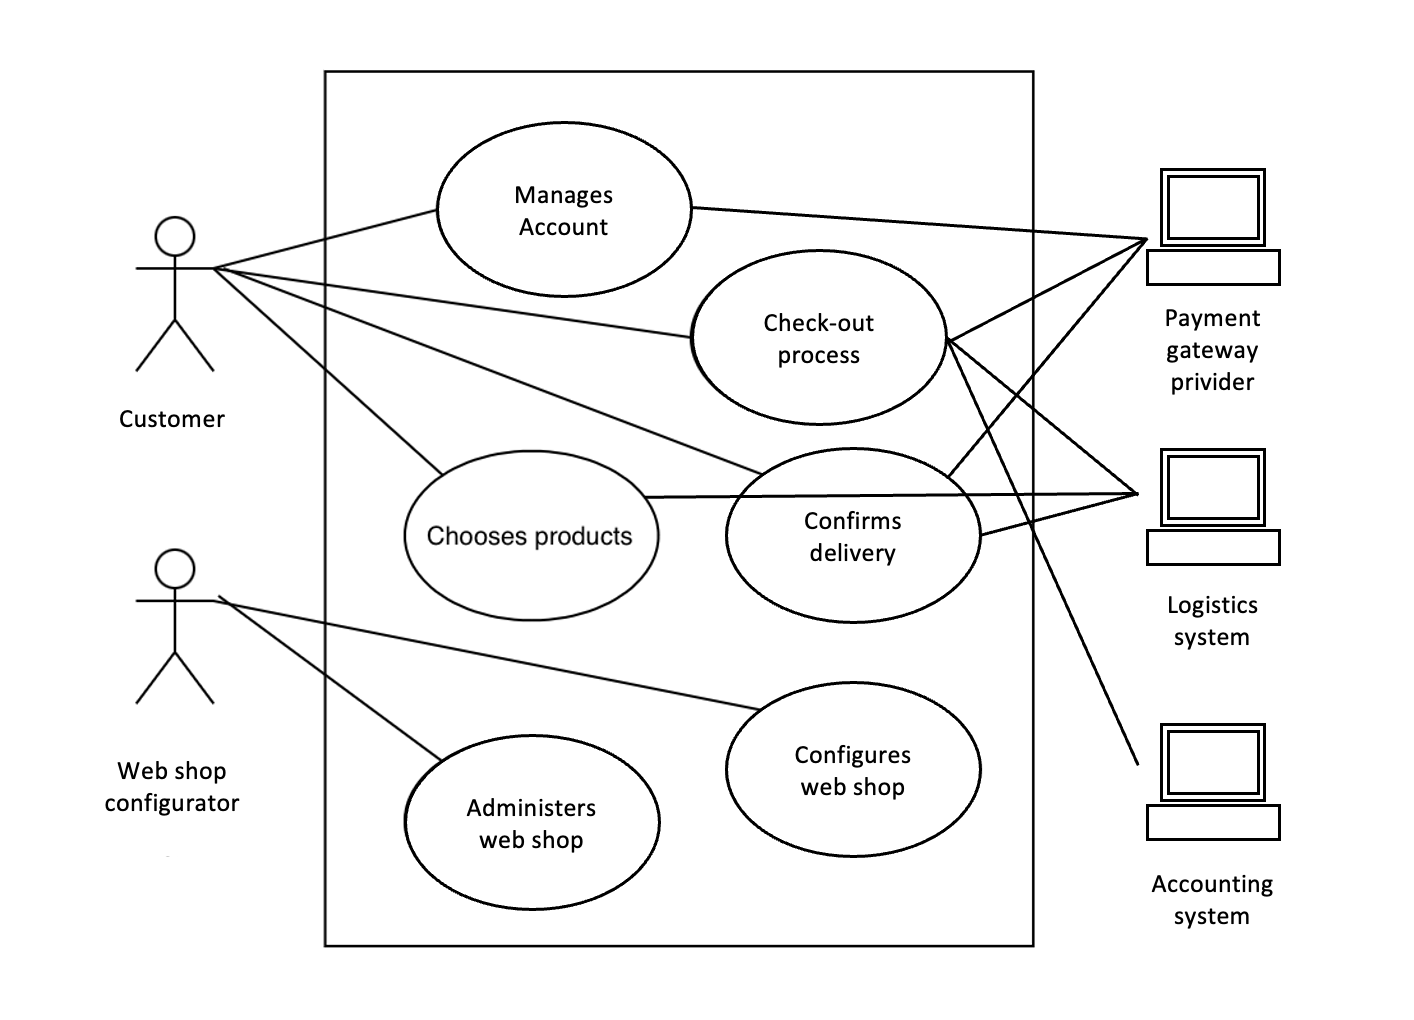 Manages
Account
Check-out
process
Payment
gateway
privider
Customer
Chooses products
Confirms
delivery
Logistics
system
Web shop
configurator
Configures
web shop
Administers
web shop
Accounting
system